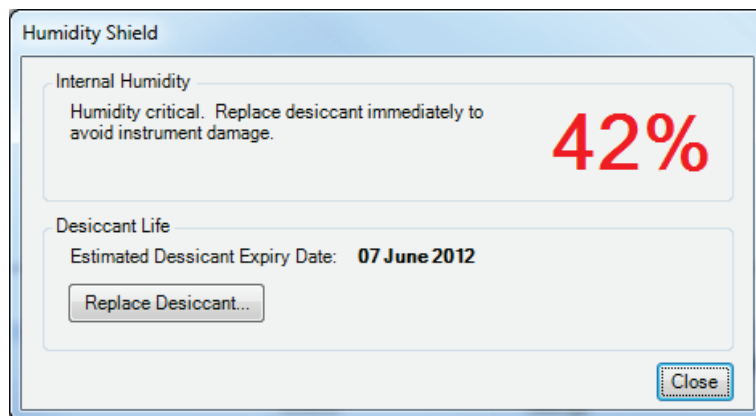 Humidity Shield
Internal Humidity
Humidity critical.  Replace desiccant immediately to
avoid instrument damage.
42%
Desiccant Life
Estimated Dessicant Expiry Date:   07 June 2012
Replace Desiccant...
Close